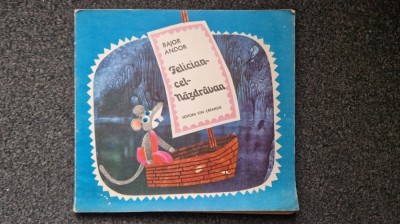 BAJOR
ANDOR
Felician-
cel-
Năzdrăvan
EDITURA ION CREANGĂ